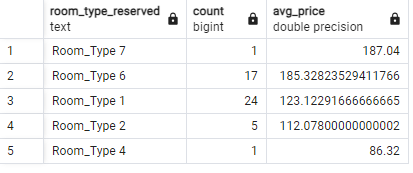 room_type_reserved count avg_price
text bigint double precision
1 Room_Type 7 1 187.04
2 Room_Type 6 17 185.32823529411766
3 Room_Type 1 24 123.12291666666665
4 Room_Type 2 5 112.07800000000002
5 Room_Type 4 1 86.32